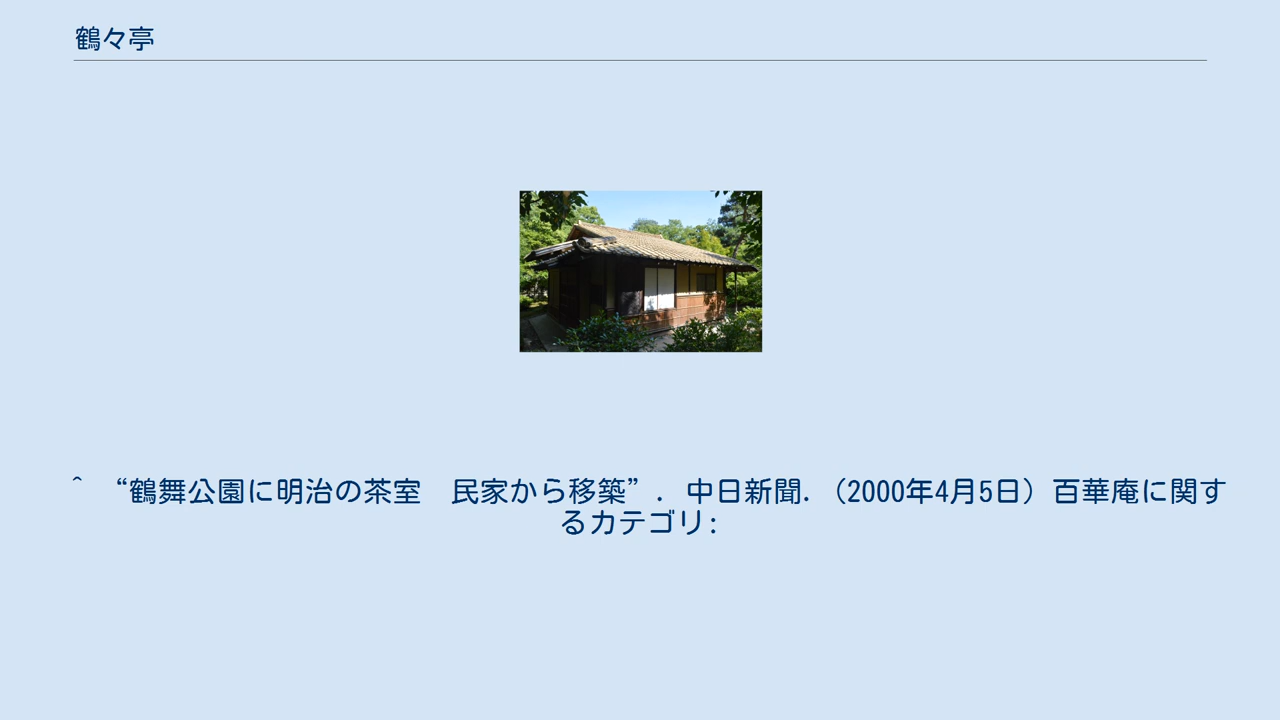 鶴々亭
^ “鶴舞公園に明治の茶室　民家から移築”. 中日新聞. （2000年4月5日）百華庵に関す
るカテゴリ: